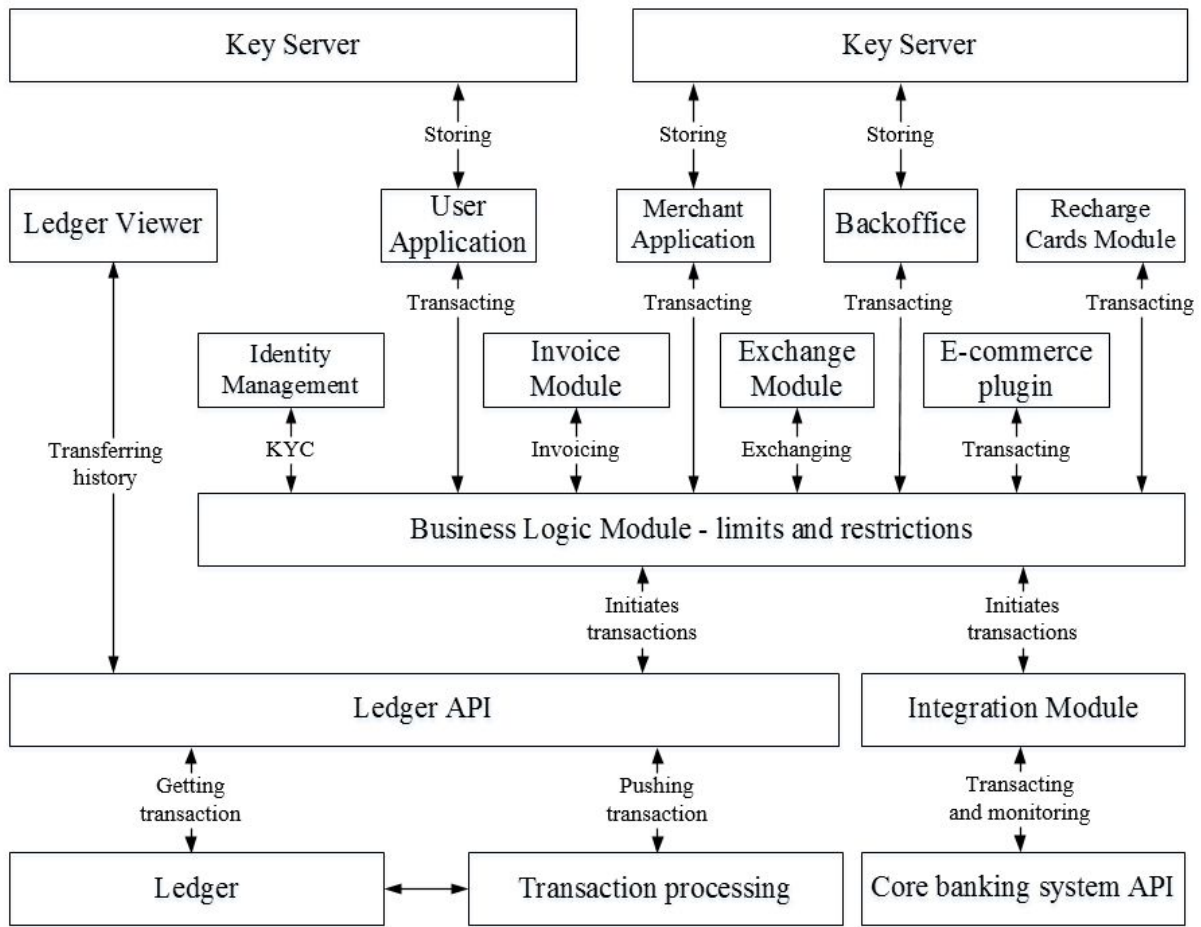 Key Server
Key Server
Storing
Storing
Storing
Ledger Viewer
User
Application
Merchant
Application
Backoffice
Recharge
Cards Module
Transacting
Transacting
Transacting
Transacting
Identity
Management
Invoice
Module
Exchange
Module
E-commerce
plugin
Transferring
history
KYC
Invoicing
Exchanging
Transacting
Business Logic Module - limits and restrictions
Initiates
transactions
Initiates
transactions
Ledger API
Integration Module
Getting
transaction
Pushing
transaction
Transacting
and monitoring
Ledger
Transaction processing
Core banking system API